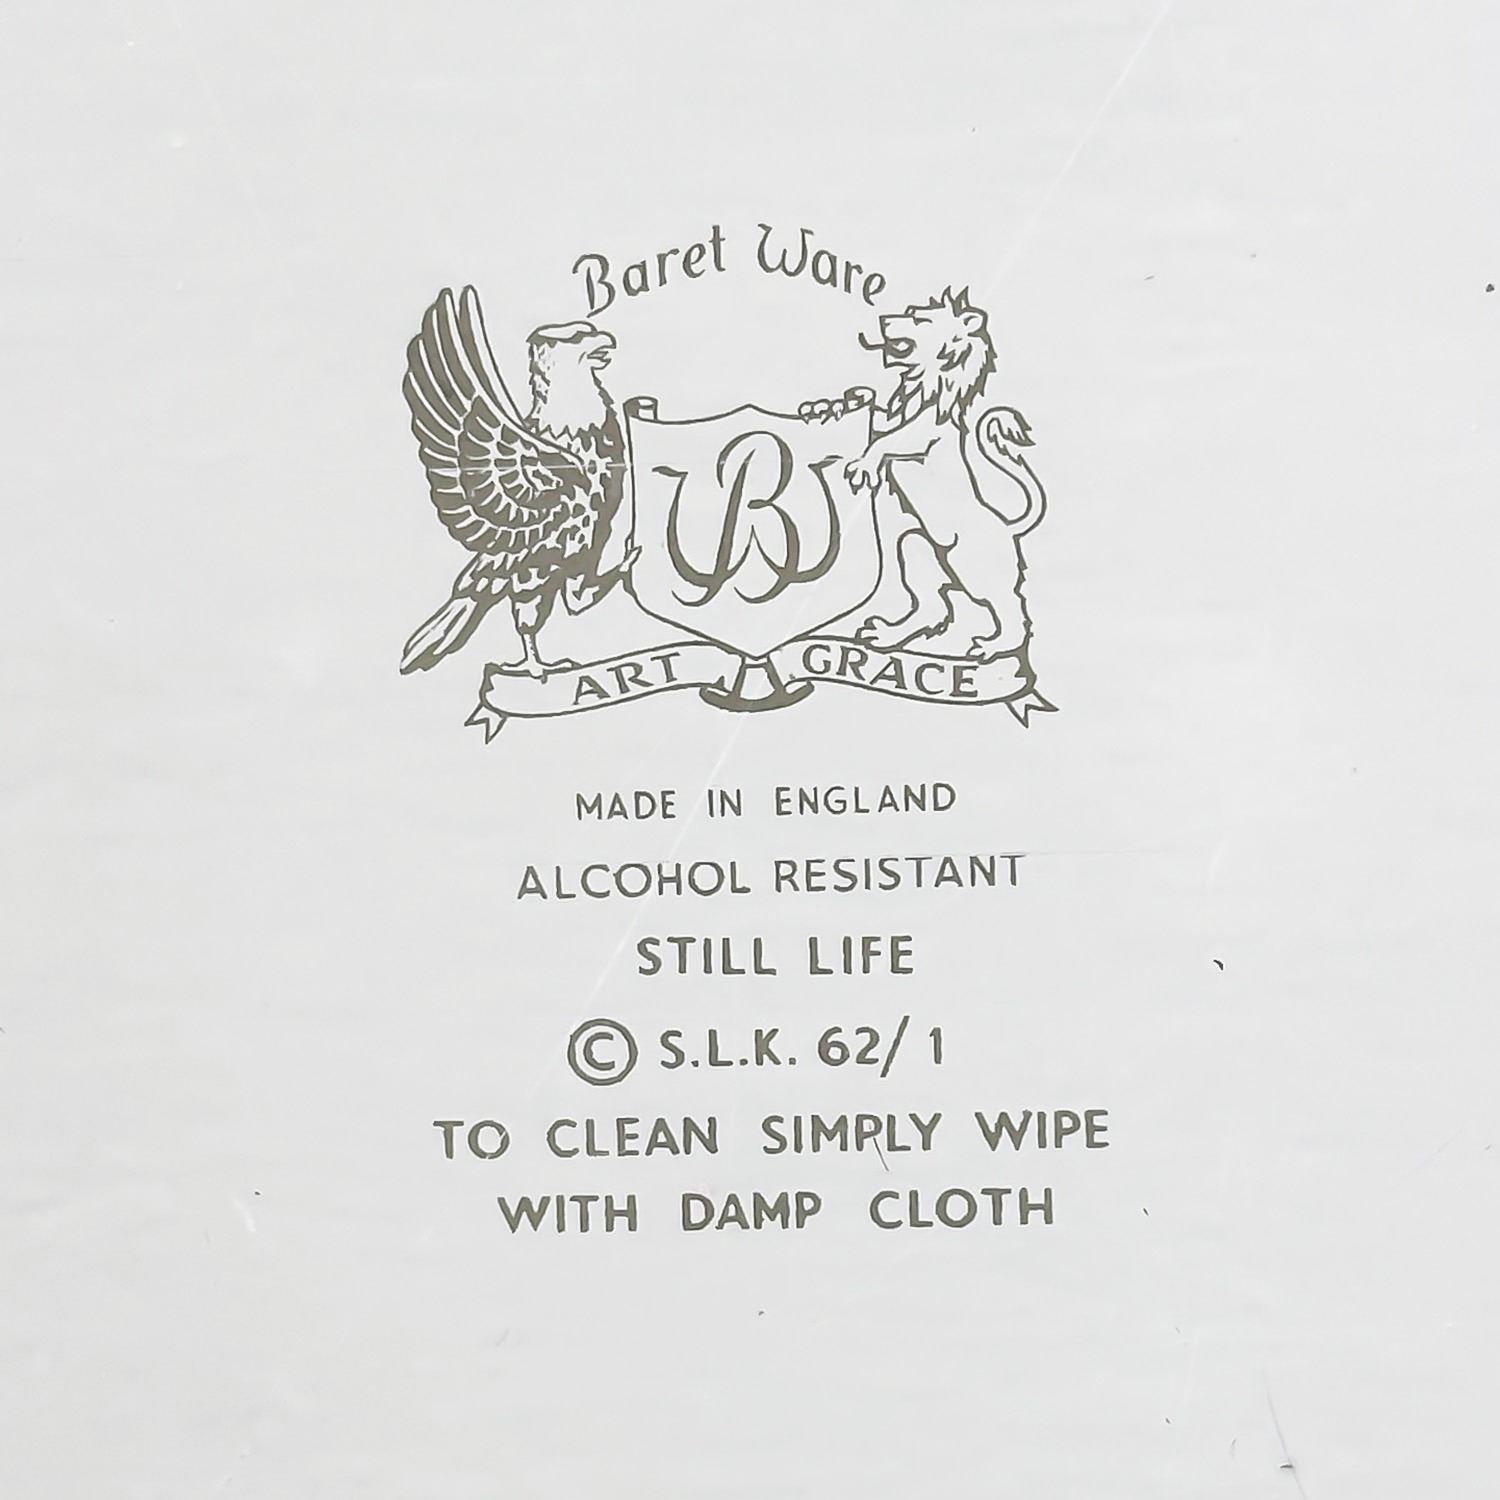 Baret Ware
BW
ART GRACE
MADE IN ENGLAND
ALCOHOL RESISTANT
STILL LIFE
© S.L.K. 62/1
TO CLEAN SIMPLY WIPE
WITH DAMP CLOTH